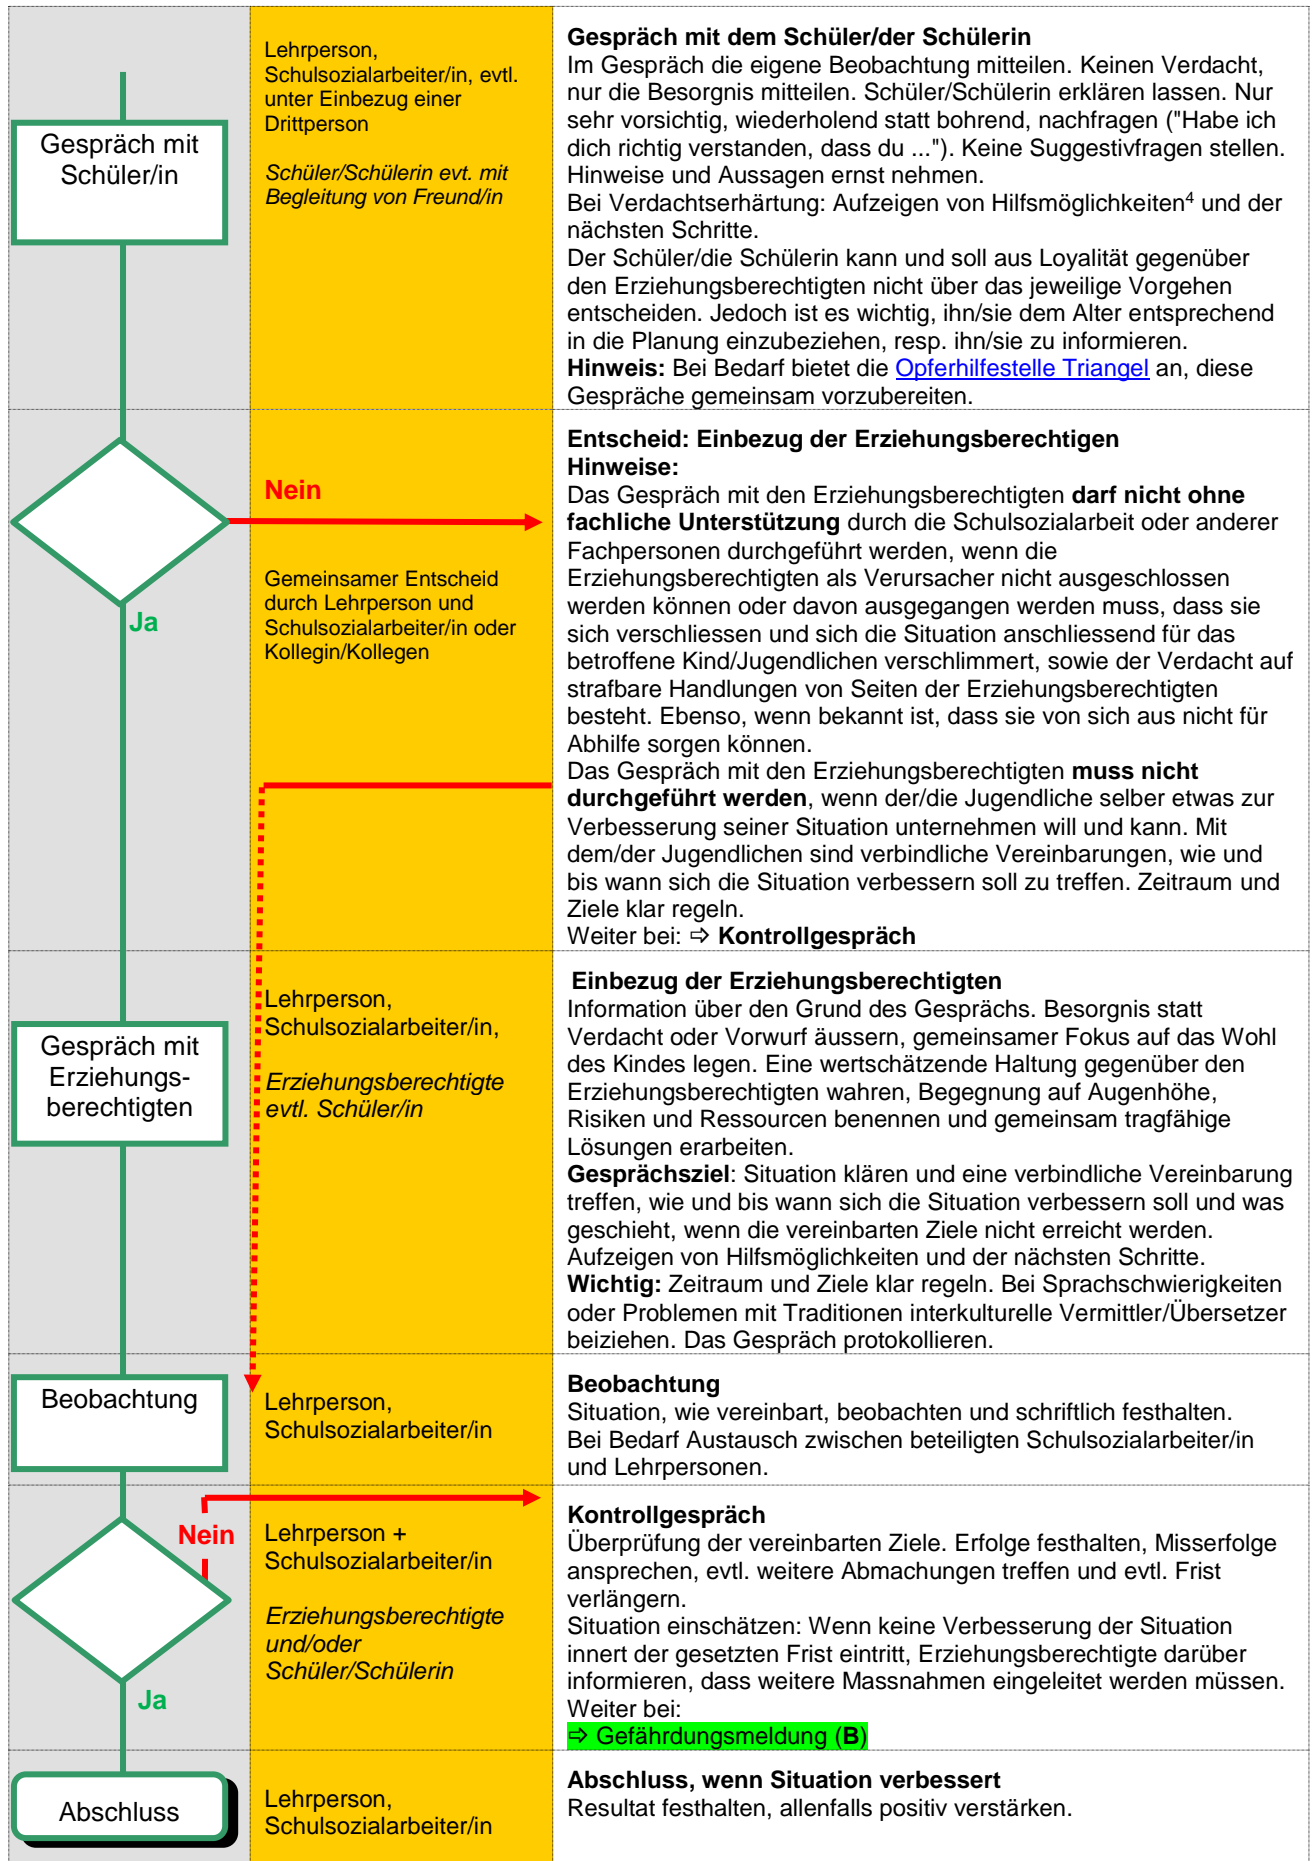 Gespräch mit
Schüler/in
Lehrperson,
Schulsozialarbeiter/in, evtl.
unter Einbezug einer
Drittperson
Schüler/Schülerin evt. mit
Begleitung von Freund/in
Gespräch mit dem Schüler/der Schülerin
Im Gespräch die eigene Beobachtung mitteilen. Keinen Verdacht,
nur die Besorgnis mitteilen. Schüler/Schülerin erklären lassen. Nur
sehr vorsichtig, wiederholend statt bohrend, nachfragen ("Habe ich
dich richtig verstanden, dass du ..."). Keine Suggestivfragen stellen.
Hinweise und Aussagen ernst nehmen.
Bei Verdachtserhärtung: Aufzeigen von Hilfsmöglichkeiten⁴ und der
nächsten Schritte.
Der Schüler/die Schülerin kann und soll aus Loyalität gegenüber
den Erziehungsberechtigten nicht über das jeweilige Vorgehen
entscheiden. Jedoch ist es wichtig, ihn/sie dem Alter entsprechend
in die Planung einzubeziehen, resp. ihn/sie zu informieren.
Hinweis: Bei Bedarf bietet die Opferhilfestelle Triangel an, diese
Gespräche gemeinsam vorzubereiten.
Ja
Nein
Gemeinsamer Entscheid
durch Lehrperson und
Schulsozialarbeiter/in oder
Kollegin/Kollegen
Entscheid: Einbezug der Erziehungsberechtigen
Hinweise:
Das Gespräch mit den Erziehungsberechtigten darf nicht ohne
fachliche Unterstützung durch die Schulsozialarbeit oder anderer
Fachpersonen durchgeführt werden, wenn die
Erziehungsberechtigten als Verursacher nicht ausgeschlossen
werden können oder davon ausgegangen werden muss, dass sie
sich verschliessen und sich die Situation anschliessend für das
betroffene Kind/Jugendlichen verschlimmert, sowie der Verdacht auf
strafbare Handlungen von Seiten der Erziehungsberechtigten
besteht. Ebenso, wenn bekannt ist, dass sie von sich aus nicht für
Abhilfe sorgen können.
Das Gespräch mit den Erziehungsberechtigten muss nicht
durchgeführt werden, wenn der/die Jugendliche selber etwas zur
Verbesserung seiner Situation unternehmen will und kann. Mit
dem/der Jugendlichen sind verbindliche Vereinbarungen, wie und
bis wann sich die Situation verbessern soll zu treffen. Zeitraum und
Ziele klar regeln.
Weiter bei: ⇨ Kontrollgespräch
Gespräch mit
Erziehungs-
berechtigten
Lehrperson,
Schulsozialarbeiter/in,
Erziehungsberechtigte
evtl. Schüler/in
Einbezug der Erziehungsberechtigten
Information über den Grund des Gesprächs. Besorgnis statt
Verdacht oder Vorwurf äussern, gemeinsamer Fokus auf das Wohl
des Kindes legen. Eine wertschätzende Haltung gegenüber den
Erziehungsberechtigten wahren, Begegnung auf Augenhöhe,
Risiken und Ressourcen benennen und gemeinsam tragfähige
Lösungen erarbeiten.
Gesprächsziel: Situation klären und eine verbindliche Vereinbarung
treffen, wie und bis wann sich die Situation verbessern soll und was
geschieht, wenn die vereinbarten Ziele nicht erreicht werden.
Aufzeigen von Hilfsmöglichkeiten und der nächsten Schritte.
Wichtig: Zeitraum und Ziele klar regeln. Bei Sprachschwierigkeiten
oder Problemen mit Traditionen interkulturelle Vermittler/Übersetzer
beiziehen. Das Gespräch protokollieren.
Beobachtung
Lehrperson,
Schulsozialarbeiter/in
Beobachtung
Situation, wie vereinbart, beobachten und schriftlich festhalten.
Bei Bedarf Austausch zwischen beteiligten Schulsozialarbeiter/in
und Lehrpersonen.
Nein
Ja
Lehrperson +
Schulsozialarbeiter/in
Erziehungsberechtigte
und/oder
Schüler/Schülerin
Kontrollgespräch
Überprüfung der vereinbarten Ziele. Erfolge festhalten, Misserfolge
ansprechen, evtl. weitere Abmachungen treffen und evtl. Frist
verlängern.
Situation einschätzen: Wenn keine Verbesserung der Situation
innert der gesetzten Frist eintritt, Erziehungsberechtigte darüber
informieren, dass weitere Massnahmen eingeleitet werden müssen.
Weiter bei:
⇨ Gefährdungsmeldung (B)
Abschluss
Lehrperson,
Schulsozialarbeiter/in
Abschluss, wenn Situation verbessert
Resultat festhalten, allenfalls positiv verstärken.